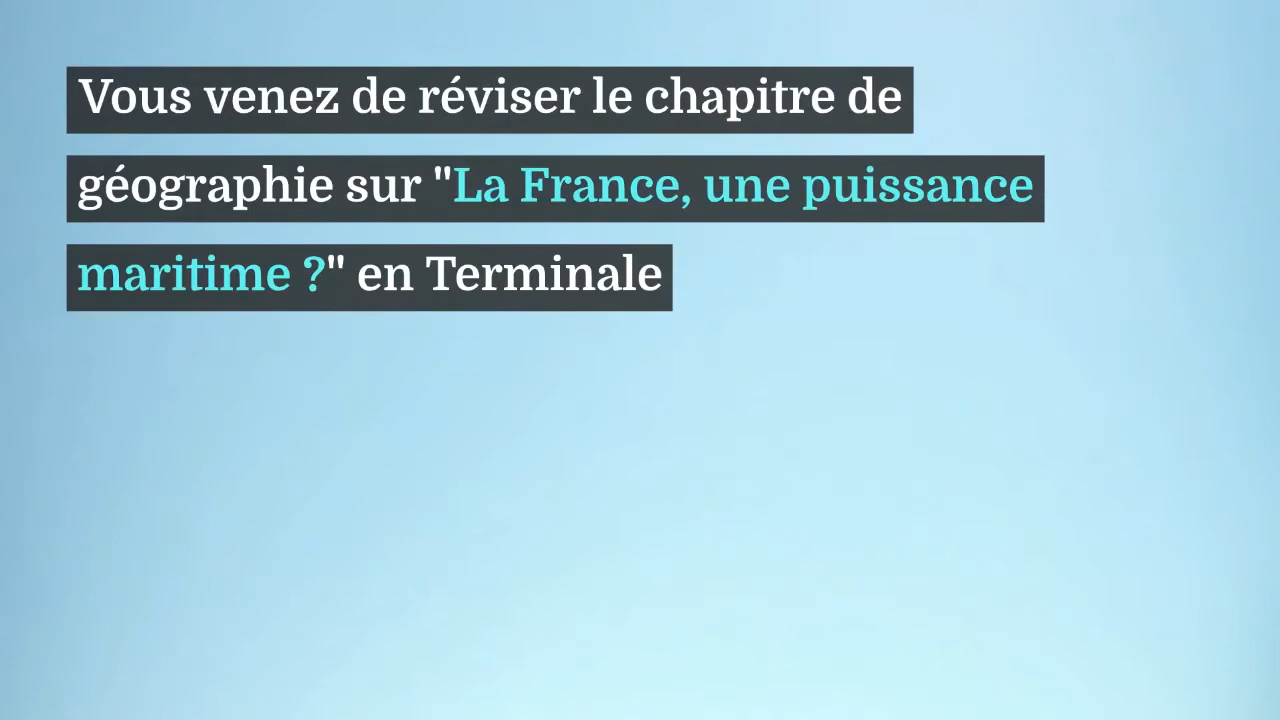 Vous venez de réviser le chapitre de
géographie sur "La France, une puissance
maritime ?" en Terminale